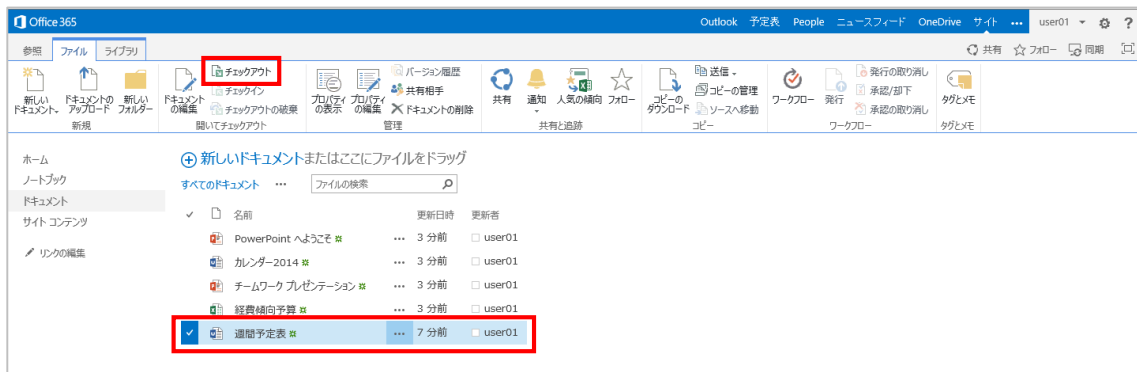 Office 365
Outlook 予定表 People ニュースフィード OneDrive サイト ••• user01 ?
参照 ファイル ライブラリ
共有 フォロー 同期
新しいドキュメント
ドキュメントのアップロード
新しいフォルダー
新規
ドキュメントの編集
チェックアウト
チェックイン
チェックアウトの破棄
開いてチェックアウト
プロパティの表示
プロパティの編集
バージョン履歴
共有相手
ドキュメントの削除
管理
共有
通知
人気の傾向
フォロー
共有と追跡
コピーのダウンロード
送信
コピーの管理
ソースへ移動
コピー
ワークフロー
発行
発行の取り消し
承認/却下
承認の取り消し
ワークフロー
タグとメモ
タグとメモ
ホーム
ノートブック
ドキュメント
サイト コンテンツ
リンクの編集
新しいドキュメントまたはここにファイルをドラッグ
すべてのドキュメント ••• ファイルの検索
名前 更新日時 更新者
PowerPoint へようこそ ••• 3 分前 user01
カレンダー2014 ••• 3 分前 user01
チームワーク プレゼンテーション ••• 3 分前 user01
経費傾向予算 ••• 3 分前 user01
週間予定表 ••• 7 分前 user01